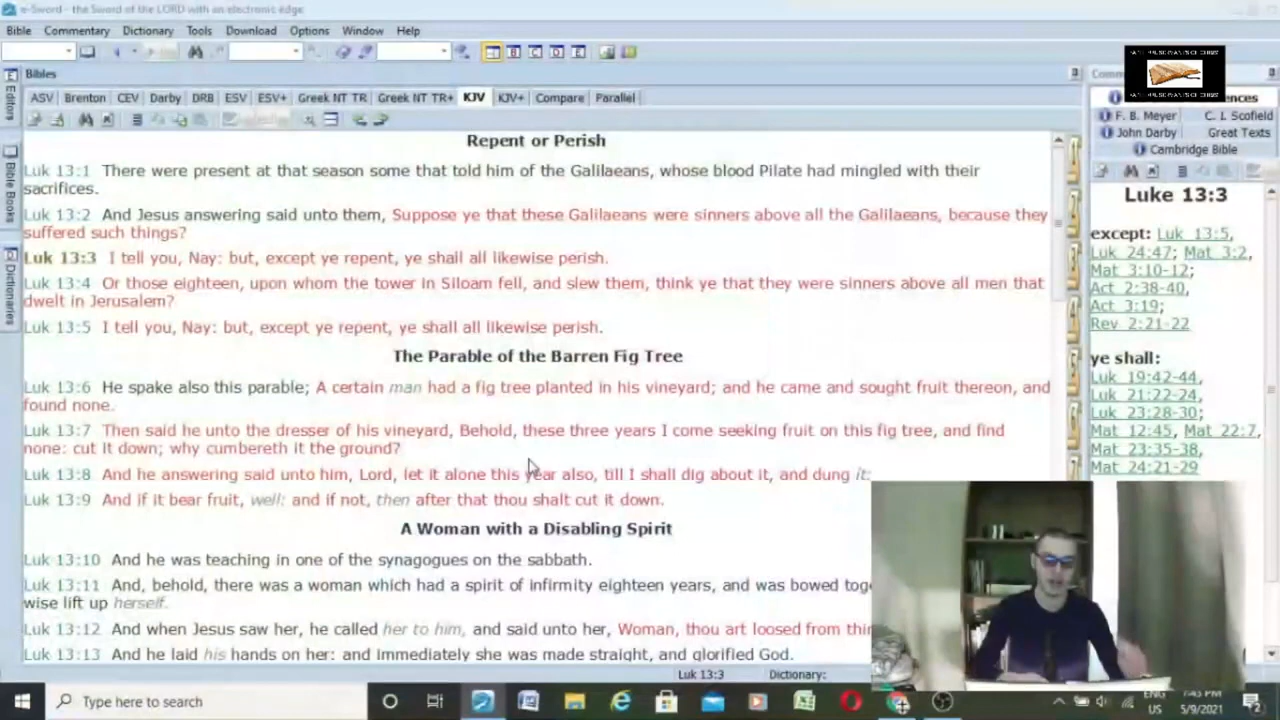 e-Sword - the Sword of the LORD with an electronic edge
Bible Commentary Dictionary Tools Download Options Window Help
Bibles
ASV Brenton CEV Darby DRB ESV ESV+ Greek NT TR Greek NT TR+ KJV KJV+ Compare Parallel
Editors
Bible Books
Dictionaries
Repent or Perish
Luk 13:1 There were present at that season some that told him of the Galilaeans, whose blood Pilate had mingled with their
sacrifices.
Luk 13:2 And Jesus answering said unto them, Suppose ye that these Galilaeans were sinners above all the Galilaeans, because they
suffered such things?
Luk 13:3 I tell you, Nay: but, except ye repent, ye shall all likewise perish.
Luk 13:4 Or those eighteen, upon whom the tower in Siloam fell, and slew them, think ye that they were sinners above all men that
dwelt in Jerusalem?
Luk 13:5 I tell you, Nay: but, except ye repent, ye shall all likewise perish.
The Parable of the Barren Fig Tree
Luk 13:6 He spake also this parable; A certain man had a fig tree planted in his vineyard; and he came and sought fruit thereon, and
found none.
Luk 13:7 Then said he unto the dresser of his vineyard, Behold, these three years I come seeking fruit on this fig tree, and find
none: cut it down; why cumbereth it the ground?
Luk 13:8 And he answering said unto him, Lord, let it alone this year also, till I shall dig about it, and dung it:
Luk 13:9 And if it bear fruit, well: and if not, then after that thou shalt cut it down.
A Woman with a Disabling Spirit
Luk 13:10 And he was teaching in one of the synagogues on the sabbath.
Luk 13:11 And, behold, there was a woman which had a spirit of infirmity eighteen years, and was bowed toge
wise lift up herself.
Luk 13:12 And when Jesus saw her, he called her to him, and said unto her, Woman, thou art loosed from thi
Luk 13:13 And he laid his hands on her: and immediately she was made straight, and glorified God.
Luk 13:3 Dictionary:
ences
F. B. Meyer C. I. Scofield
John Darby Great Texts
Cambridge Bible
Luke 13:3
except: Luk 13:5,
Luk 24:47; Mat 3:2,
Mat 3:10-12;
Act 2:38-40,
Act 3:19;
Rev 2:21-22
ye shall:
Luk 19:42-44,
Luk 21:22-24,
Luk 23:28-30;
Mat 12:45, Mat 22:7,
Mat 23:35-38,
Mat 24:21-29
Type here to search
ENG
US
7:45 PM
5/9/2021
2